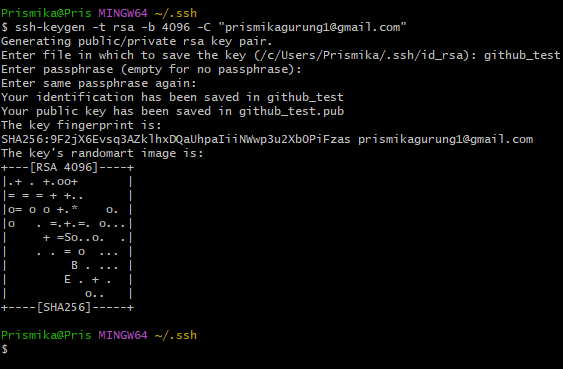 Prismika@Pris MINGW64 ~/.ssh
$ ssh-keygen -t rsa -b 4096 -C "prismikagurung1@gmail.com"
Generating public/private rsa key pair.
Enter file in which to save the key (/c/Users/Prismika/.ssh/id_rsa): github_test
Enter passphrase (empty for no passphrase):
Enter same passphrase again:
Your identification has been saved in github_test
Your public key has been saved in github_test.pub
The key fingerprint is:
SHA256:9F2jX6Evsq3AZklhxDQaUhpaIiiNWwp3u2XbOPiFzas prismikagurung1@gmail.com
The key's randomart image is:
+---[RSA 4096]----+
|.+ . +.oo+       |
|= = = + +..      |
|o= o o +.*    o. |
|o   . =.+.=. o...|
|     + =So..o.  .|
|    . . = o  ... |
|         B . ... |
|        E . + .  |
|           o..   |
+----[SHA256]-----+
Prismika@Pris MINGW64 ~/.ssh
$